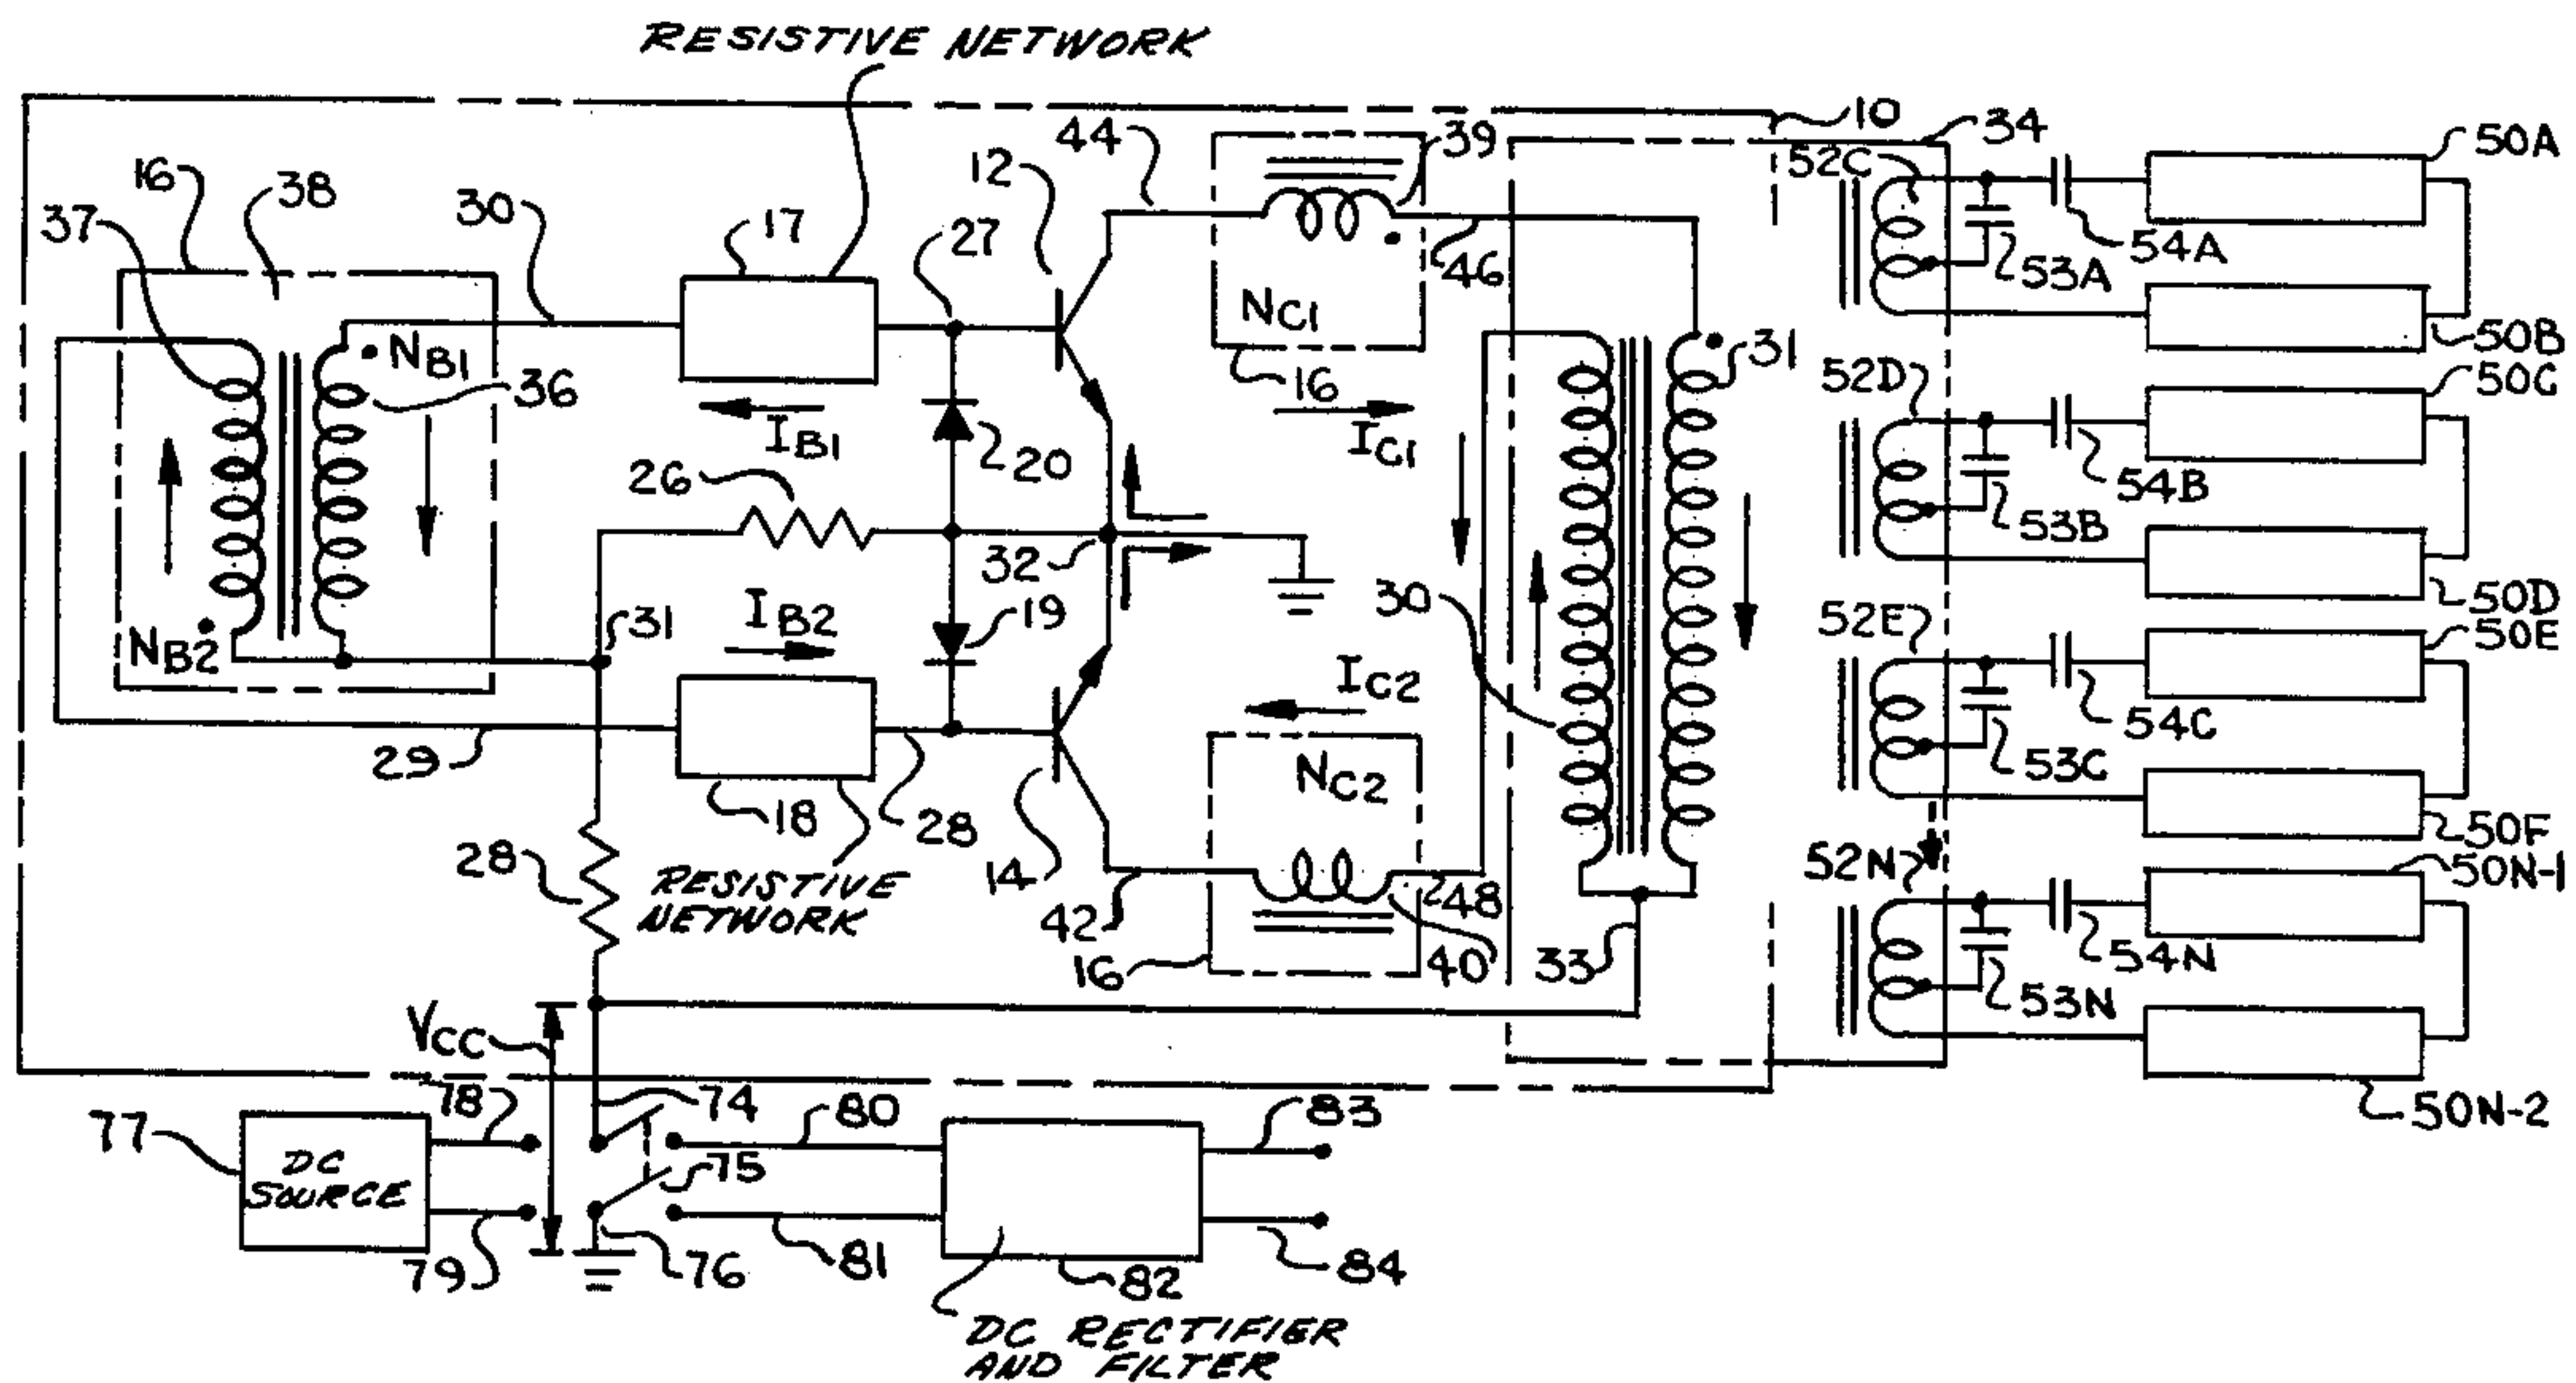 RESISTIVE NETWORK
10
34
50A
44
39
12
52C
16
38
54A
37
30
17
27
53A
46
NC1
50B
NB1
31
16
52D
50C
36
IB1
20
IC1
26
54B
53B
32
30
50D
IB2
19
52E
50E
NB2
31
IC2
54C
29
NC2
53C
18
28
50F
28
14
52N
50N-1
RESISTIVE
NETWORK
42
48
16
40
33
54N
53N
VCC
78
74
80
83
50N-2
77
DC
SOURCE
75
79
76
81
82
84
DC RECTIFIER
AND FILTER